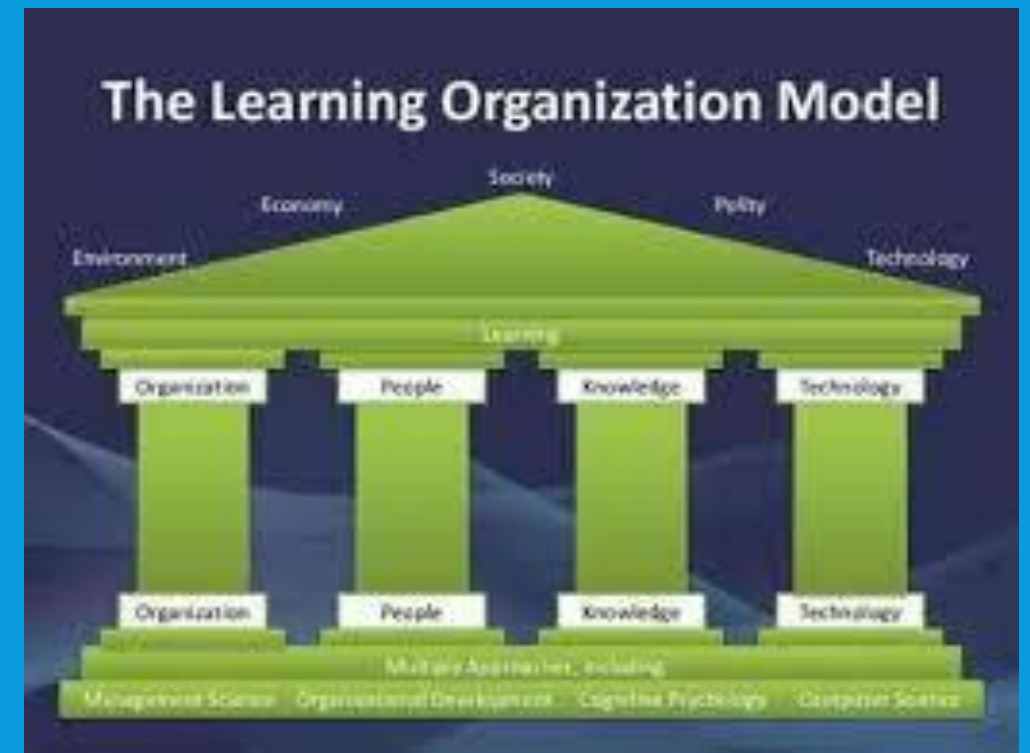 The Learning Organization Model
Society
Economy Polity
Environment Technology
Learning
Organization People Knowledge Technology
Organization People Knowledge Technology
Multiple Approaches, Including
Management Science Organizational Development Cognitive Psychology Computer Science